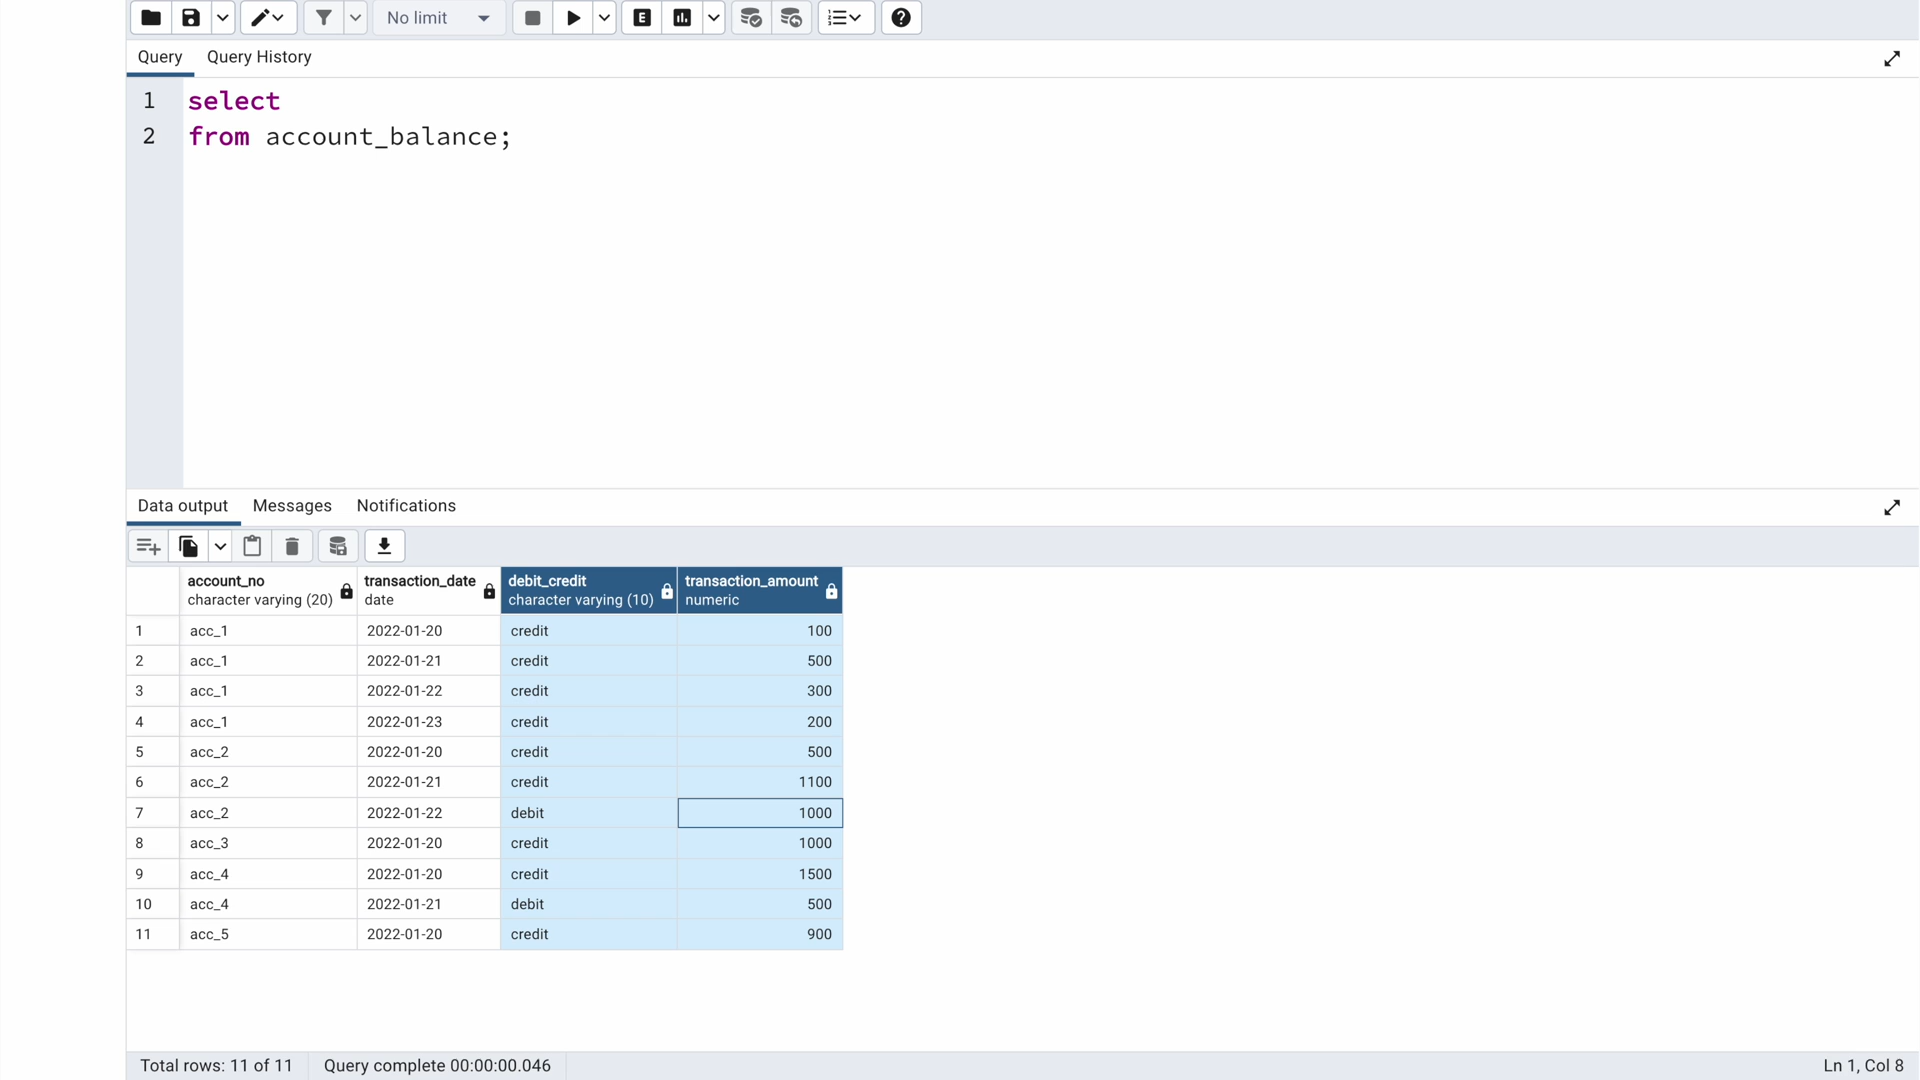 No limit
E
Query Query History
1 select
2 from account_balance;
Data output Messages Notifications
account_no transaction_date debit_credit transaction_amount
character varying (20) date character varying (10) numeric
1 acc_1 2022-01-20 credit 100
2 acc_1 2022-01-21 credit 500
3 acc_1 2022-01-22 credit 300
4 acc_1 2022-01-23 credit 200
5 acc_2 2022-01-20 credit 500
6 acc_2 2022-01-21 credit 1100
7 acc_2 2022-01-22 debit 1000
8 acc_3 2022-01-20 credit 1000
9 acc_4 2022-01-20 credit 1500
10 acc_4 2022-01-21 debit 500
11 acc_5 2022-01-20 credit 900
Total rows: 11 of 11 Query complete 00:00:00.046 Ln 1, Col 8